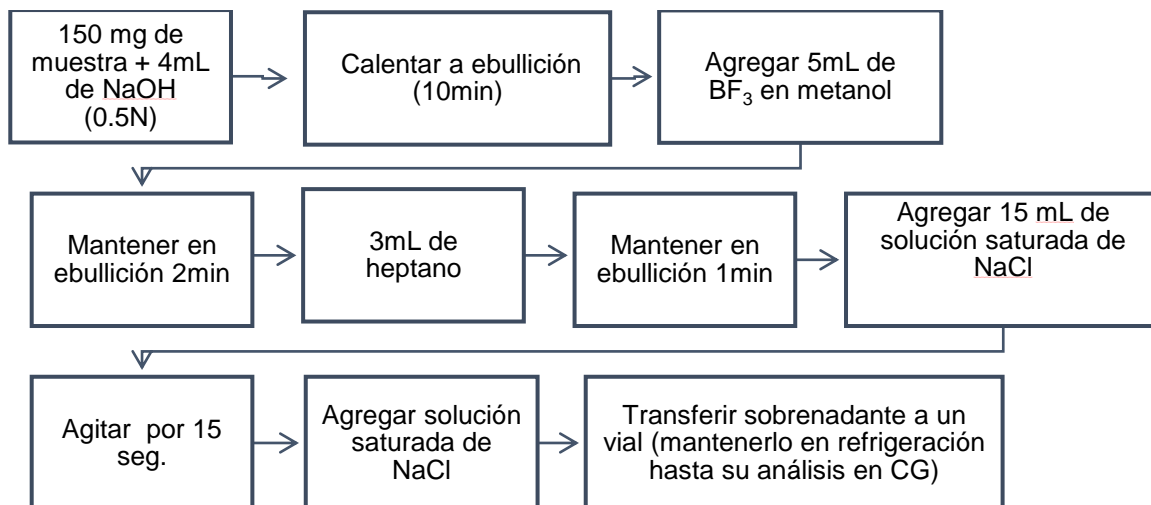 150 mg de
muestra + 4mL
de NaOH
(0.5N)
Calentar a ebullición
(10min)
Agregar 5mL de
BF₃ en metanol
Mantener en
ebullición 2min
3mL de
heptano
Mantener en
ebullición 1min
Agregar 15 mL de
solución saturada de
NaCl
Agitar por 15
seg.
Agregar solución
saturada de
NaCl
Transferir sobrenadante a un
vial (mantenerlo en refrigeración
hasta su análisis en CG)